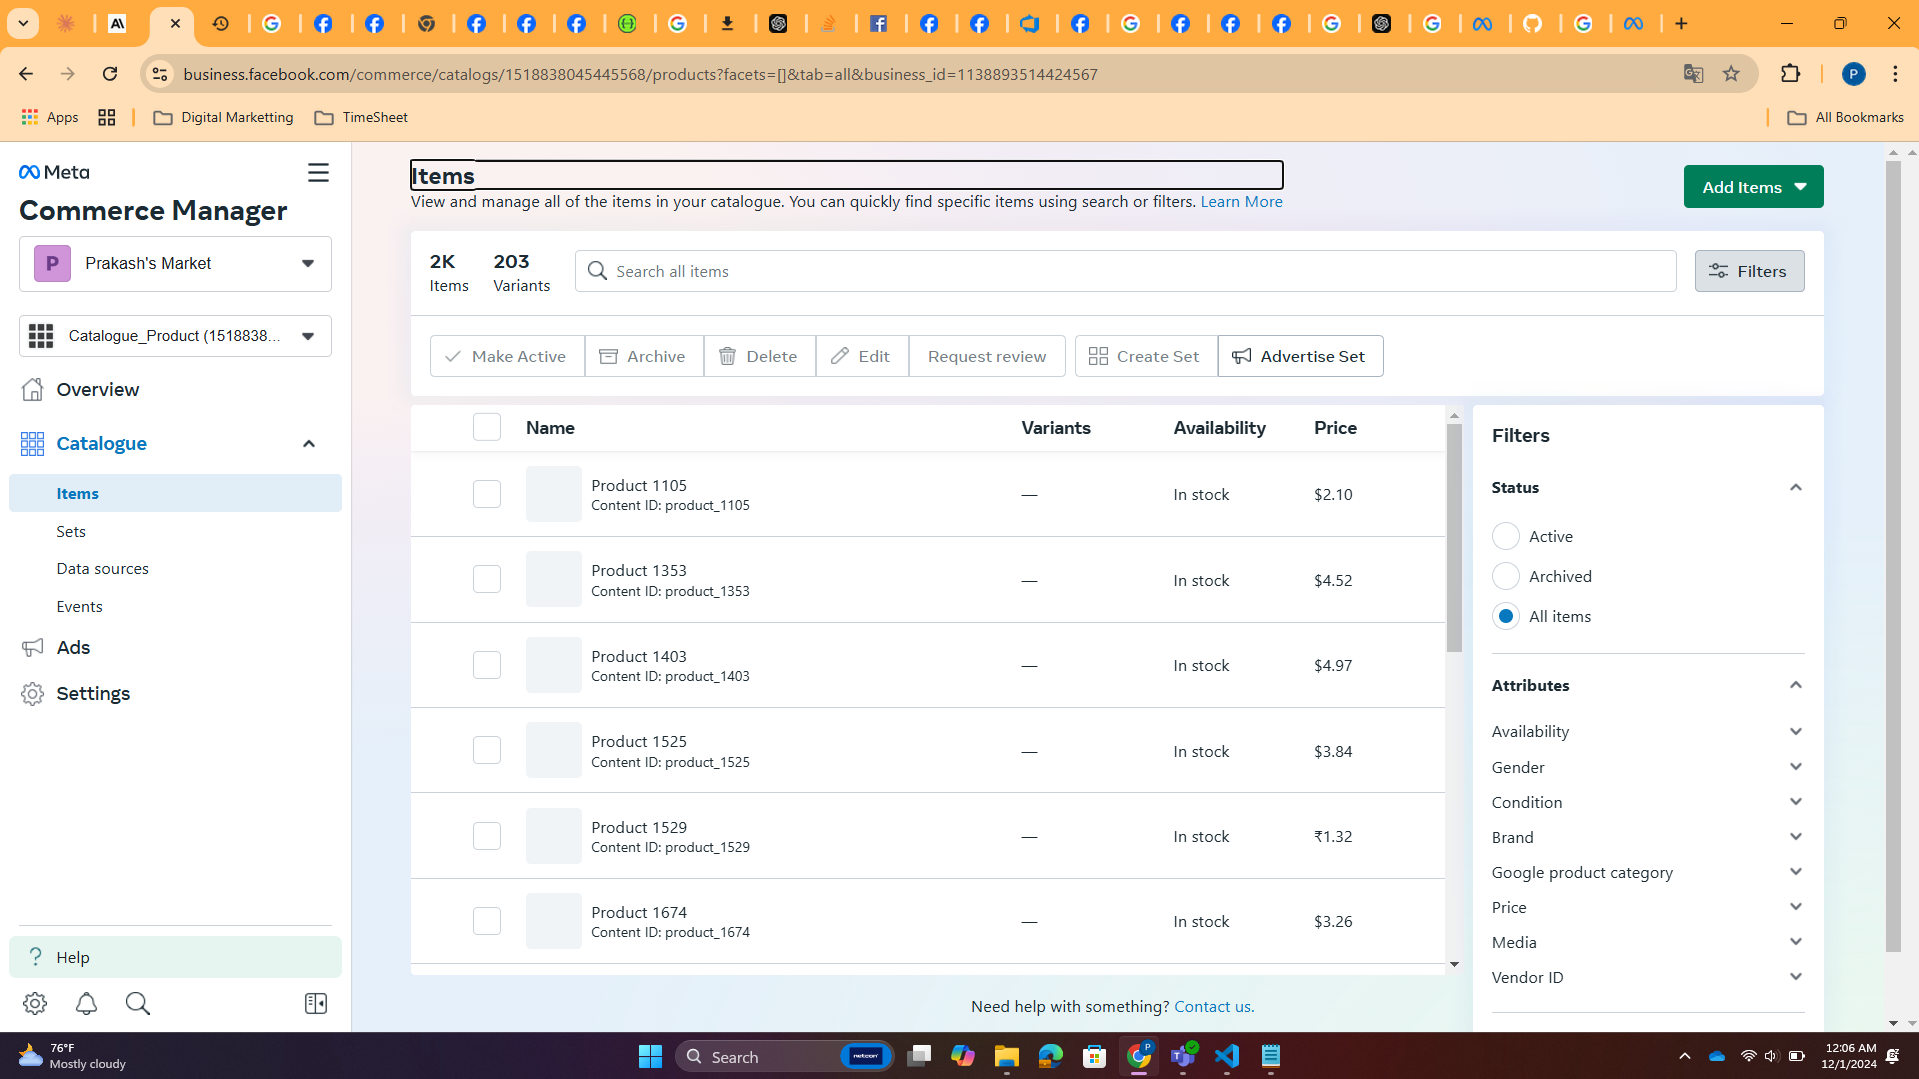 business.facebook.com/commerce/catalogs/1518838045445568/products?facets=[]&tab=all&business_id=1138893514424567
P
Apps
Digital Marketting
TimeSheet
All Bookmarks
Meta
Commerce Manager
P
Prakash's Market
Catalogue_Product (1518838...
Overview
Catalogue
Items
Sets
Data sources
Events
Ads
Settings
Help
Items
View and manage all of the items in your catalogue. You can quickly find specific items using search or filters. Learn More
Add Items
2K
Items
203
Variants
Search all items
Filters
Make Active
Archive
Delete
Edit
Request review
Create Set
Advertise Set
Name Variants Availability Price
Product 1105
Content ID: product_1105
— In stock $2.10
Product 1353
Content ID: product_1353
— In stock $4.52
Product 1403
Content ID: product_1403
— In stock $4.97
Product 1525
Content ID: product_1525
— In stock $3.84
Product 1529
Content ID: product_1529
— In stock ₹1.32
Product 1674
Content ID: product_1674
— In stock $3.26
Filters
Status
Active
Archived
All items
Attributes
Availability
Gender
Condition
Brand
Google product category
Price
Media
Vendor ID
Need help with something? Contact us.
76°F
Mostly cloudy
Search
12:06 AM
12/1/2024